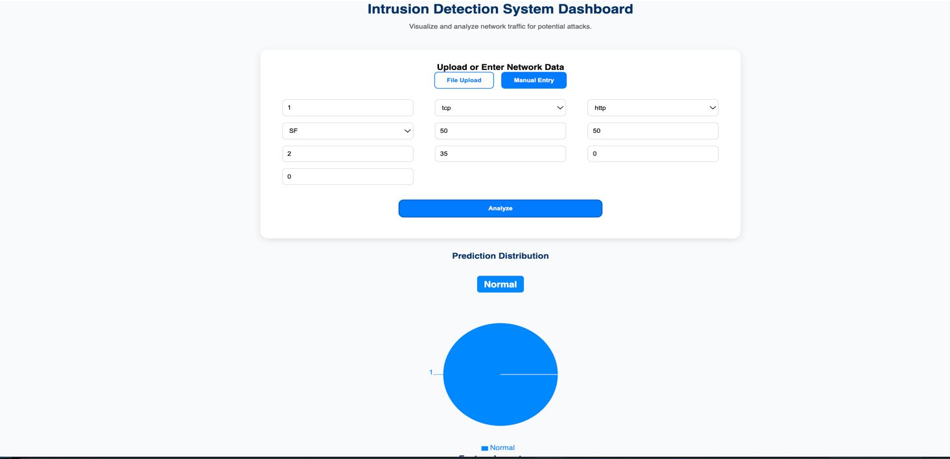 Intrusion Detection System Dashboard
Visualize and analyze network traffic for potential attacks.
Upload or Enter Network Data
File Upload
Manual Entry
1
tcp
http
SF
50
50
2
35
0
0
Analyze
Prediction Distribution
Normal
1
Normal